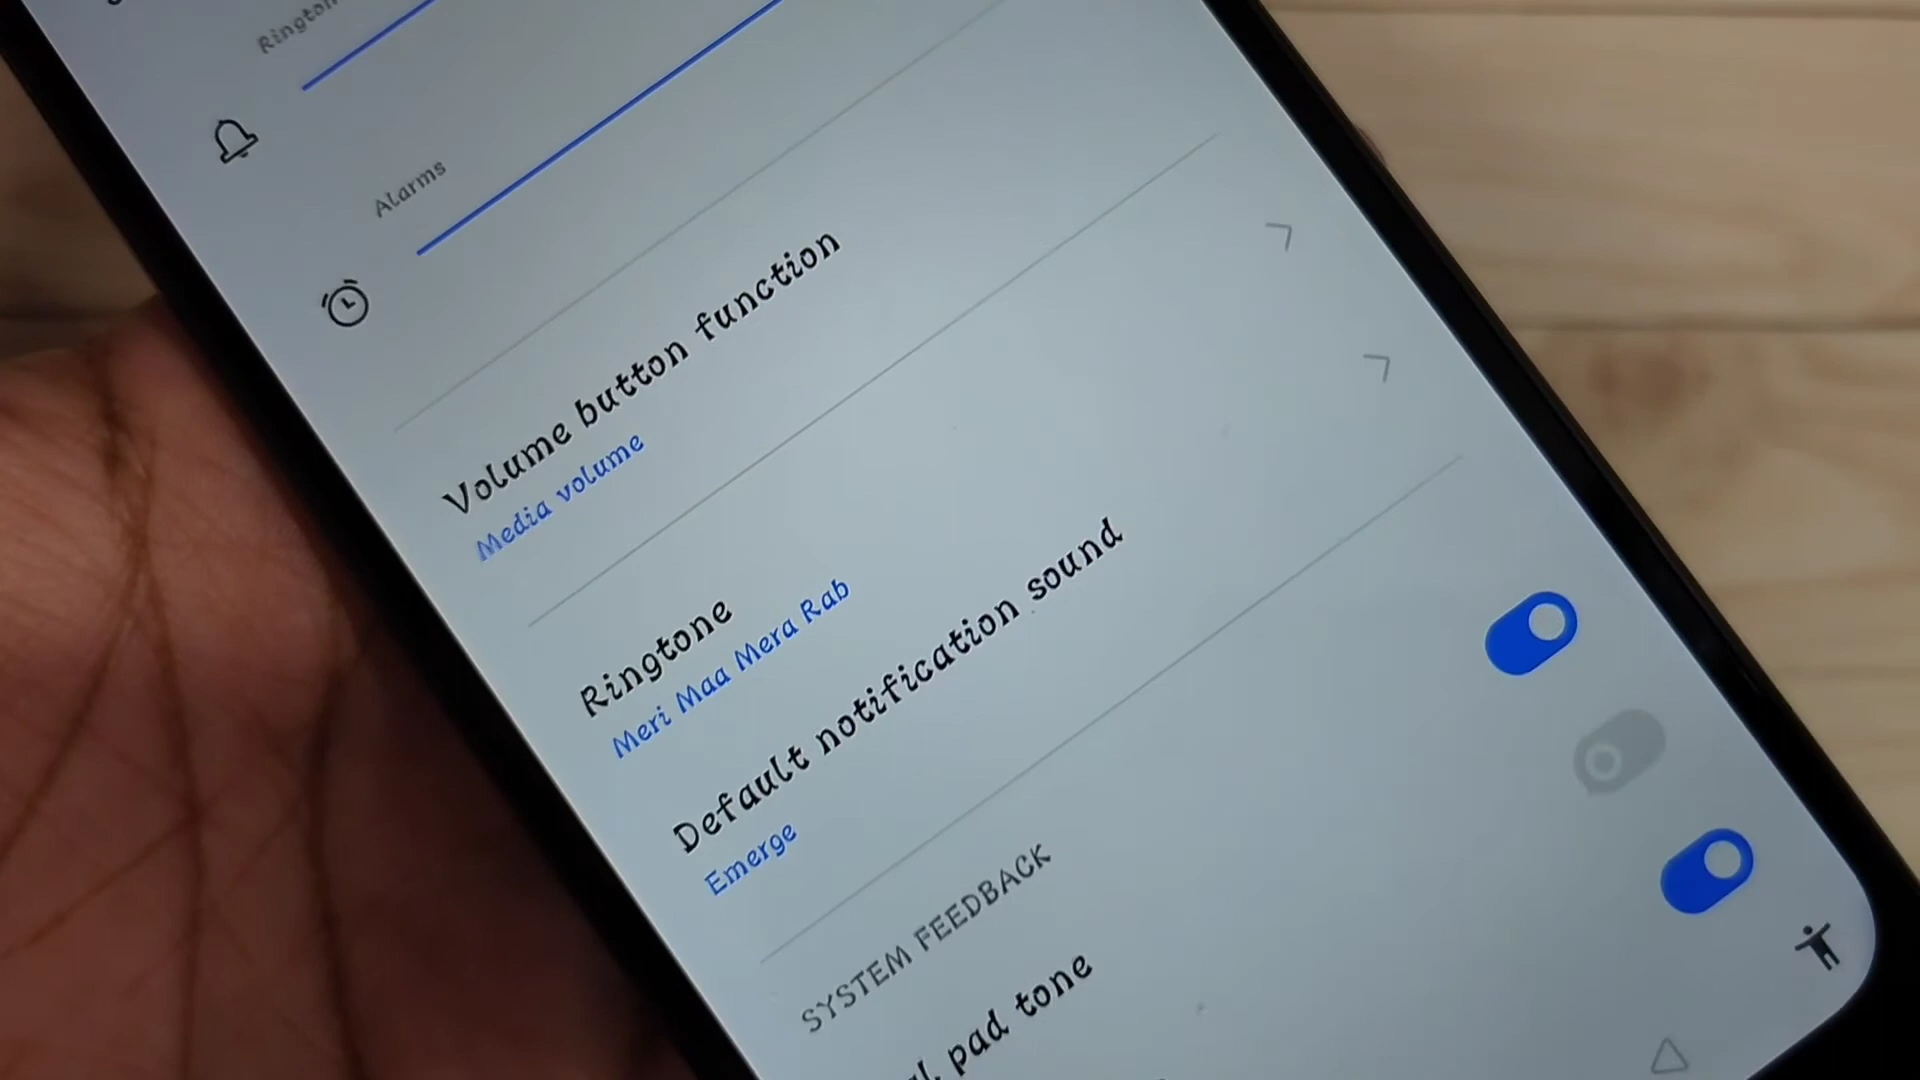 Alarms
Volume button function
Media volume
Ringtone
Meri Maa Mera Rab
Default notification sound
Emerge
SYSTEM FEEDBACK
pad tone